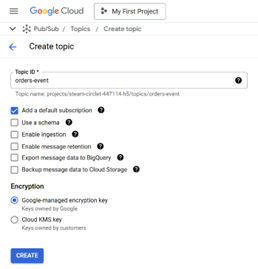 Google Cloud
My First Project
Pub/Sub / Topics / Create topic
Create topic
Topic ID *
orders-event
Topic name: projects/steam-circlet-447114-h5/topics/orders-event
Add a default subscription
Use a schema
Enable ingestion
Enable message retention
Export message data to BigQuery
Backup message data to Cloud Storage
Encryption
Google-managed encryption key
Keys owned by Google
Cloud KMS key
Keys owned by customers
CREATE